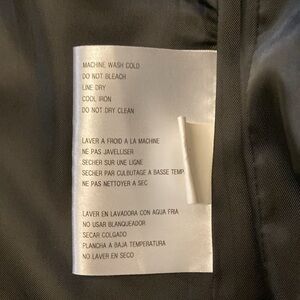 MACHINE WASH COLD
DO NOT BLEACH
LINE DRY
COOL IRON
DO NOT DRY CLEAN
LAVER A FROID A LA MACHINE
NE PAS JAVELLISER
SECHER SUR UNE LIGNE
SECHER PAR CULBUTAGE A BASSE TEMP
NE PAS NETTOYER A SEC
LAVER EN LAVADORA CON AGUA FRIA
NO USAR BLANQUEADOR
SECAR COLGADO
PLANCHA A BAJA TEMPERATURA
NO LAVER EN SECO